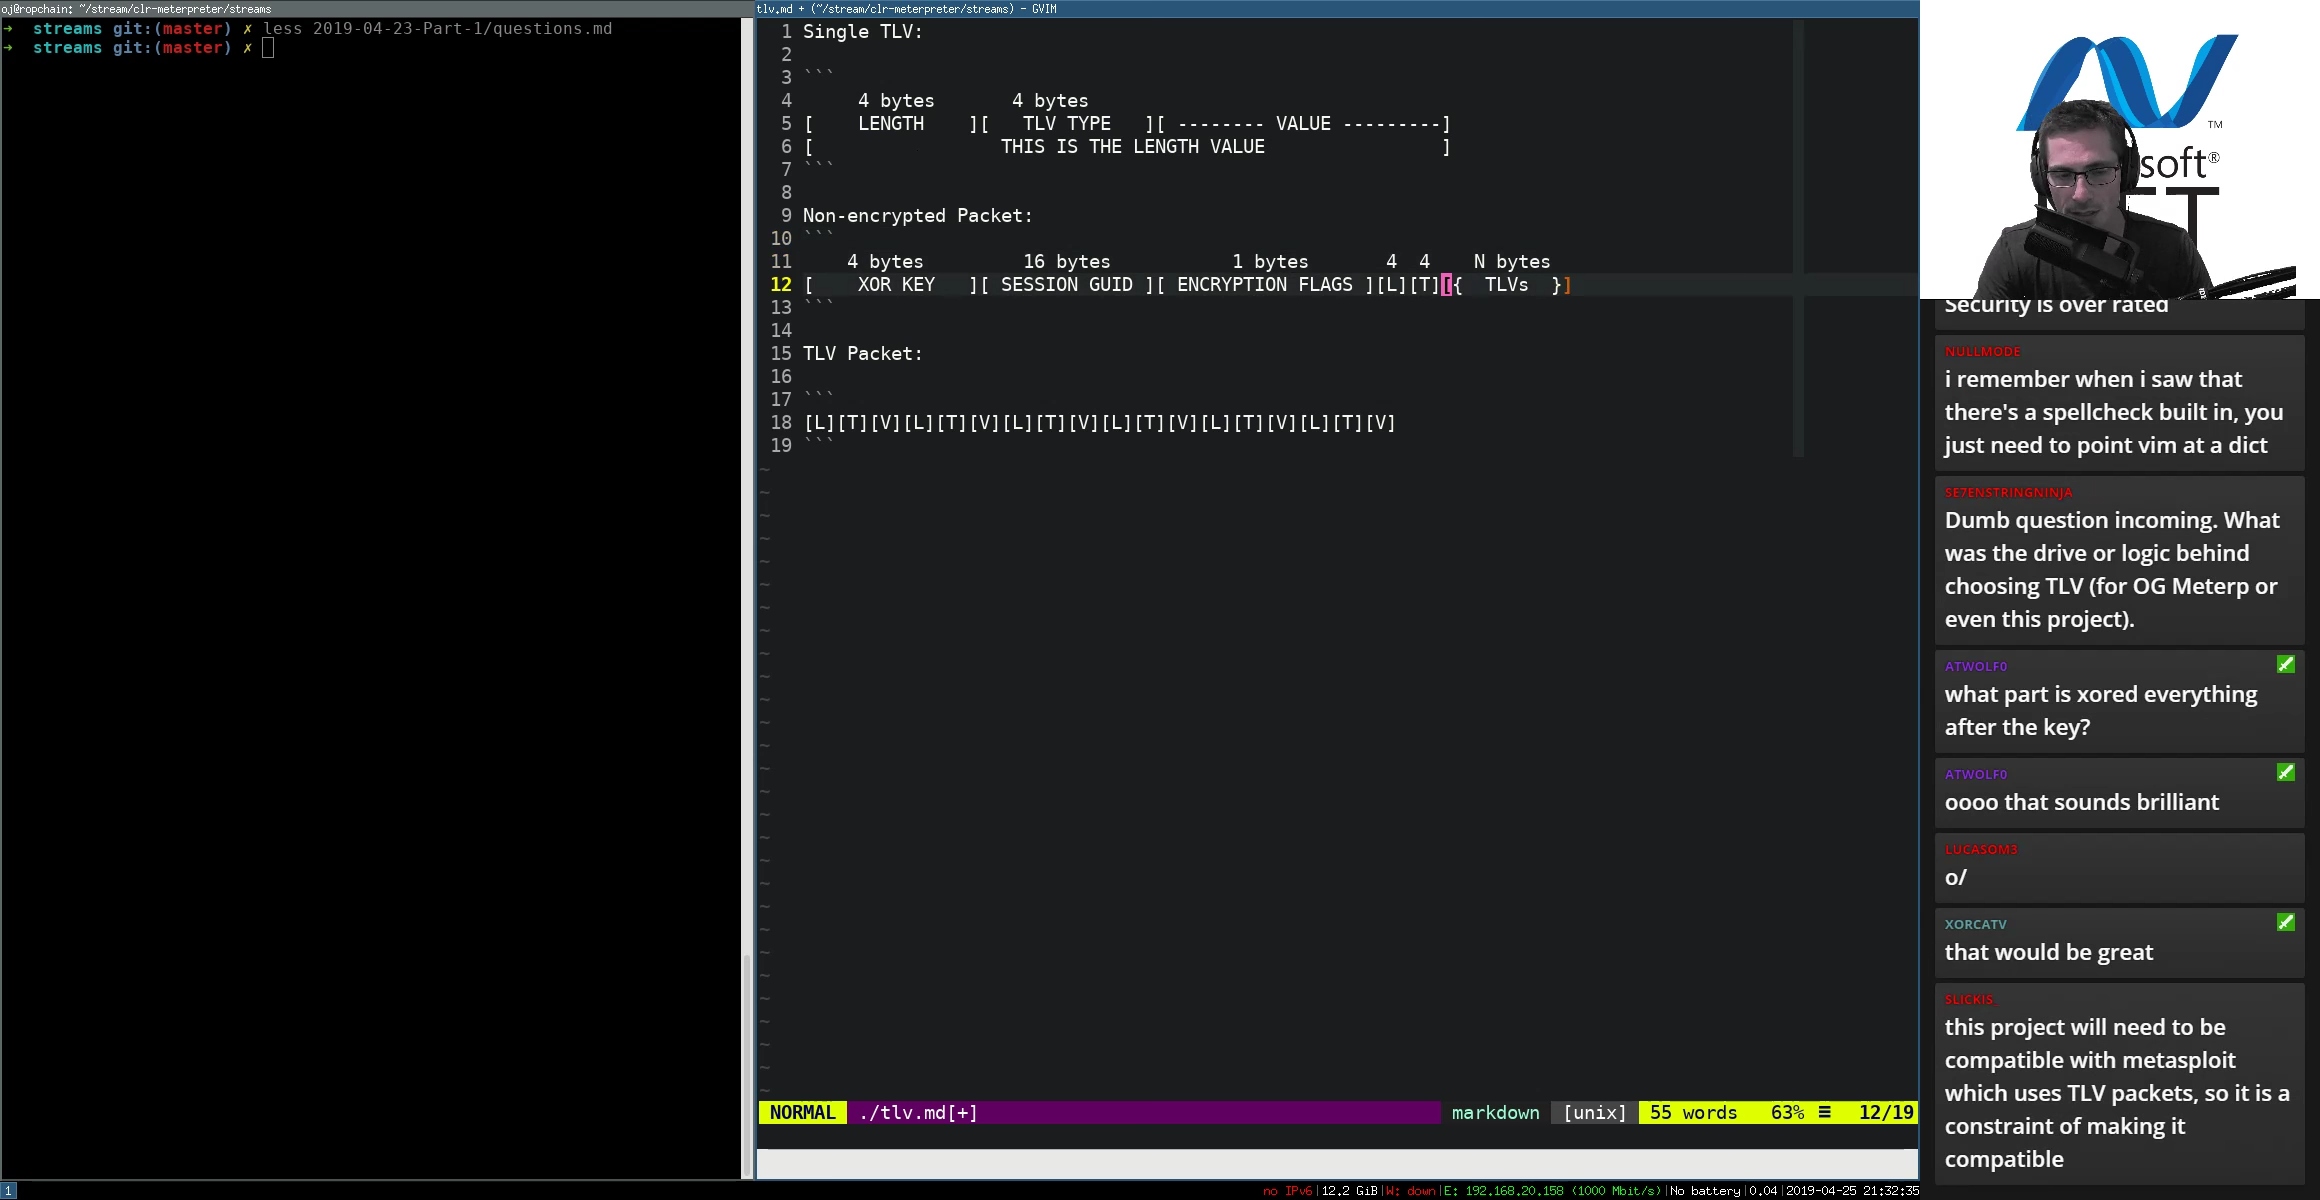 oj@ropchain: ~/stream/clr-meterpreter/streams
→ streams git:(master) ✗ less 2019-04-23-Part-1/questions.md
→ streams git:(master) ✗
tlv.md + (~/stream/clr-meterpreter/streams) - GVIM
1 Single TLV:
2
3 ```
4      4 bytes       4 bytes
5 [    LENGTH    ][   TLV TYPE   ][ -------- VALUE ---------]
6 [                 THIS IS THE LENGTH VALUE                ]
7 ```
8
9 Non-encrypted Packet:
10 ```
11     4 bytes         16 bytes           1 bytes       4  4    N bytes
12 [    XOR KEY   ][ SESSION GUID ][ ENCRYPTION FLAGS ][L][T][{  TLVs  }]
13 ```
14
15 TLV Packet:
16
17 ```
18 [L][T][V][L][T][V][L][T][V][L][T][V][L][T][V][L][T][V]
19 ```
NORMAL ./tlv.md[+] markdown [unix] 55 words 63% ≡ 12/19
TM
soft®
ET
Security is over rated
NULLMODE
i remember when i saw that
there's a spellcheck built in, you
just need to point vim at a dict
SE7ENSTRINGNINJA
Dumb question incoming. What
was the drive or logic behind
choosing TLV (for OG Meterp or
even this project).
ATWOLF0
what part is xored everything
after the key?
ATWOLF0
oooo that sounds brilliant
LUCASOM3
o/
XORCATV
that would be great
SLICKIS_
this project will need to be
compatible with metasploit
which uses TLV packets, so it is a
constraint of making it
compatible
1
no IPv6|12.2 GiB|W: down|E: 192.168.20.158 (1000 Mbit/s)|No battery|0.04|2019-04-25 21:32:35